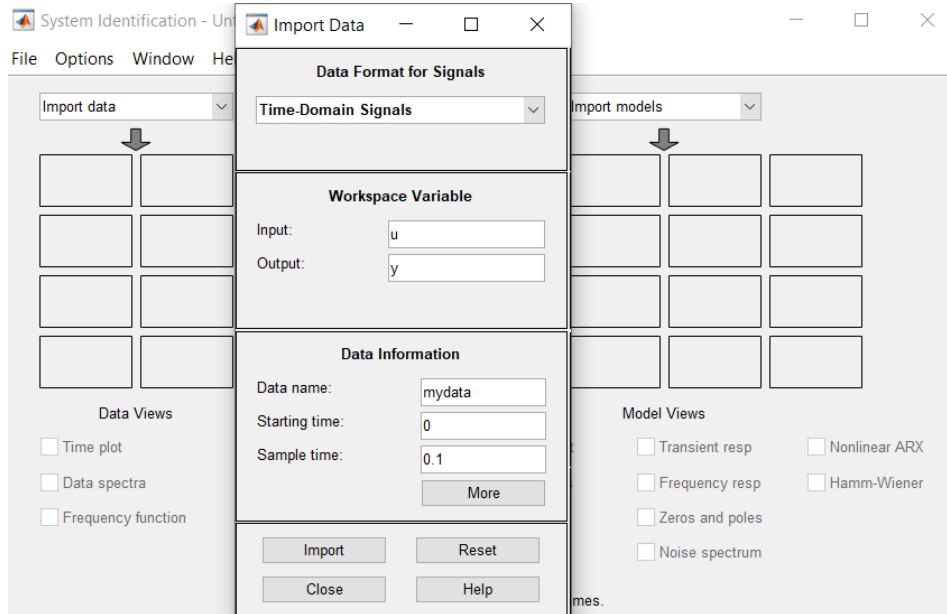 System Identification - Unt
File Options Window He
Import data
Import models
Data Views
Time plot
Data spectra
Frequency function
Import Data
Data Format for Signals
Time-Domain Signals
Workspace Variable
Input: u
Output: y
Data Information
Data name: mydata
Starting time: 0
Sample time: 0.1
More
Import Reset
Close Help
Model Views
Transient resp Nonlinear ARX
Frequency resp Hamm-Wiener
Zeros and poles
Noise spectrum
mes.